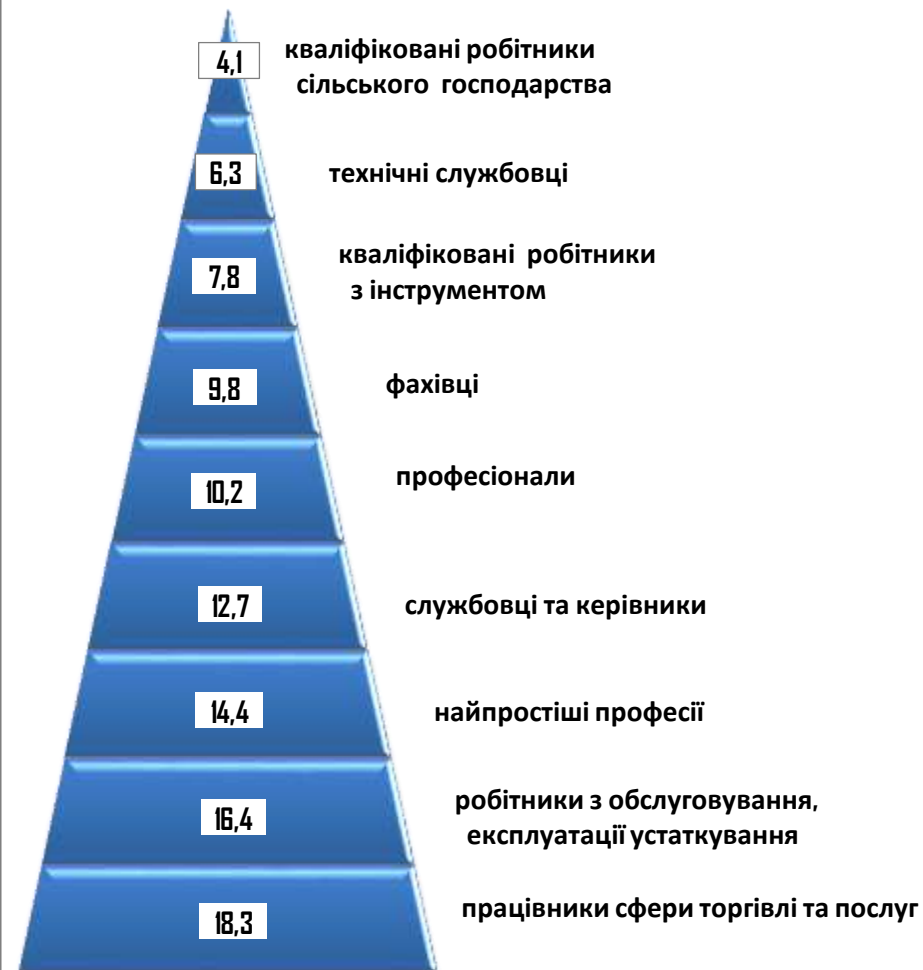 4,1
кваліфіковані робітники
сільського господарства
6,3
технічні службовці
7,8
кваліфіковані робітники
з інструментом
9,8
фахівці
10,2
професіонали
12,7
службовці та керівники
14,4
найпростіші професії
16,4
робітники з обслуговування,
експлуатації устаткування
18,3
працівники сфери торгівлі та послуг